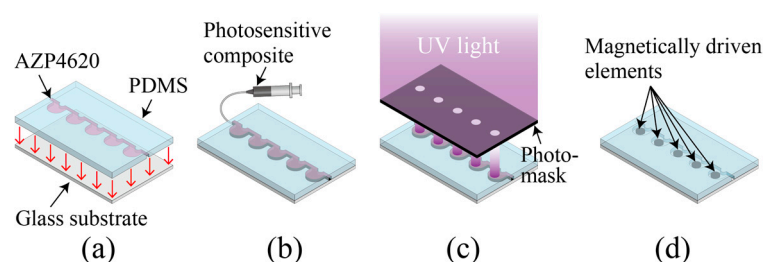 AZP4620
PDMS
Glass substrate
(a)
Photosensitive
composite
(b)
UV light
Photo-
mask
(c)
Magnetically driven
elements
(d)